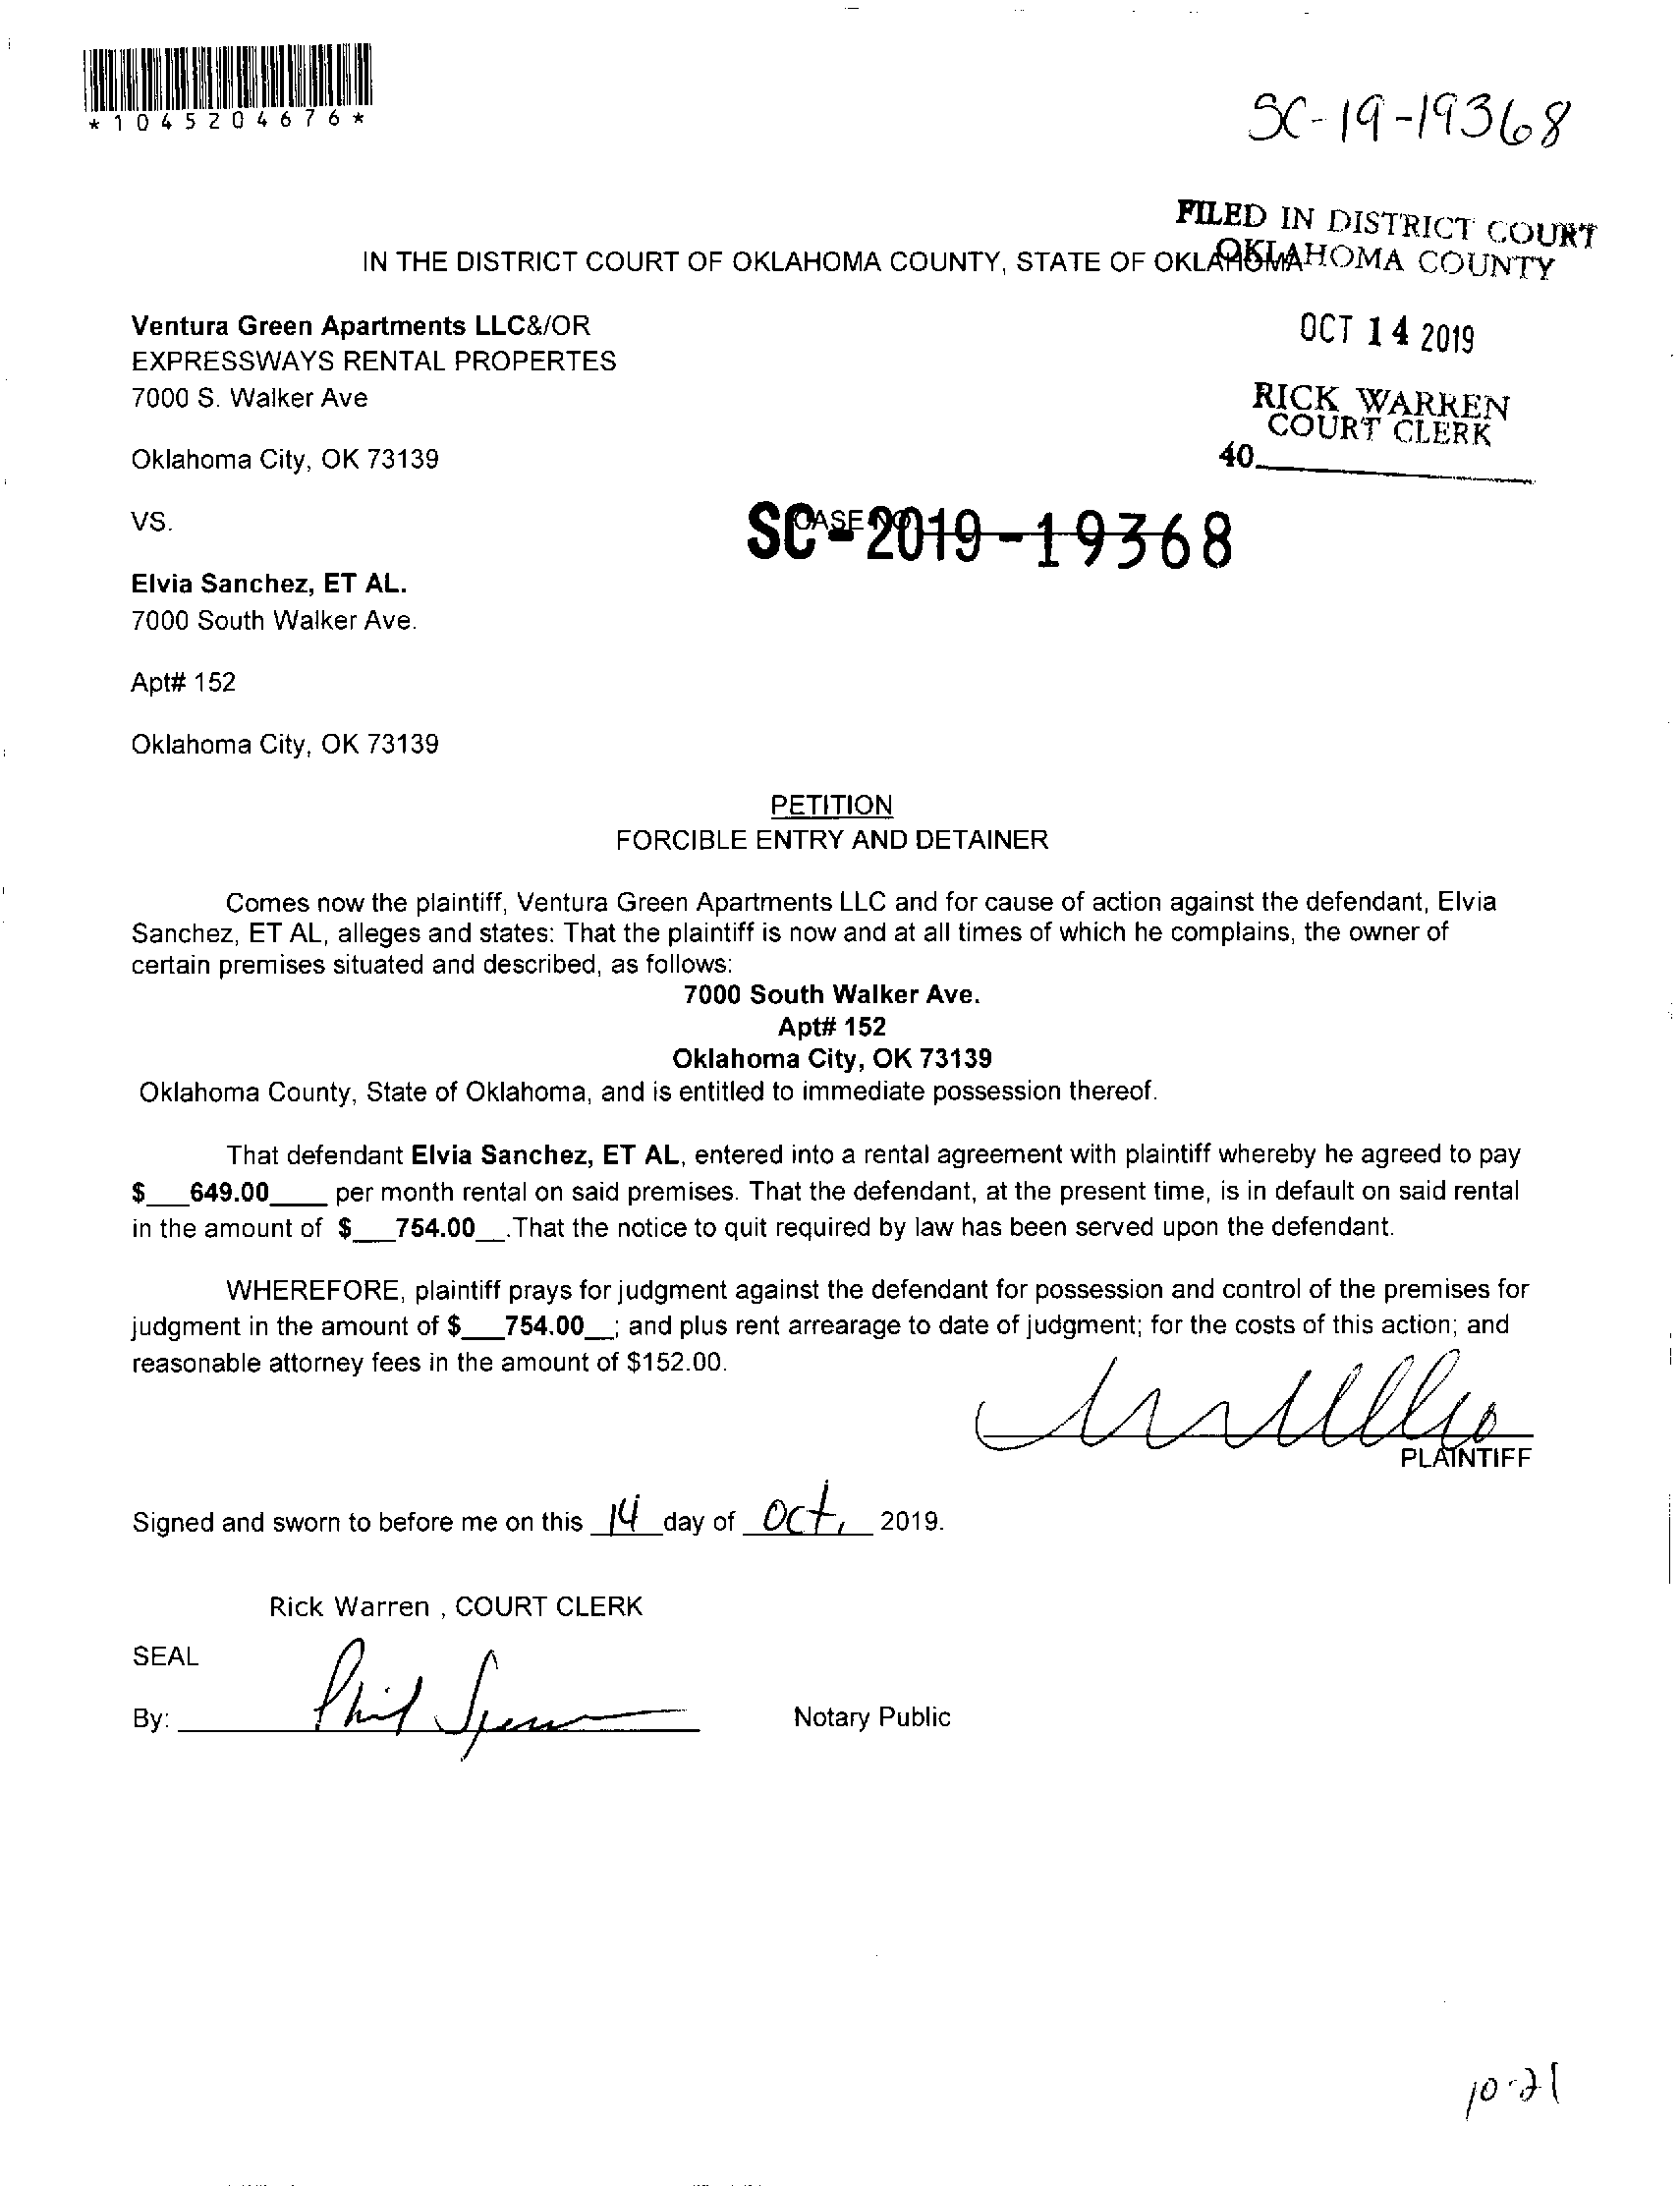 *1045204676*
SC-19-19368
FILED IN DISTRICT COURT
OKLAHOMA COUNTY
IN THE DISTRICT COURT OF OKLAHOMA COUNTY, STATE OF OKLAHOMA
OCT 14 2019
RICK WARREN
COURT CLERK
40
Ventura Green Apartments LLC&/OR
EXPRESSWAYS RENTAL PROPERTES
7000 S. Walker Ave
Oklahoma City, OK 73139
VS.
CASE NO.
SC-2019-19368
Elvia Sanchez, ET AL.
7000 South Walker Ave.
Apt# 152
Oklahoma City, OK 73139
PETITION
FORCIBLE ENTRY AND DETAINER
Comes now the plaintiff, Ventura Green Apartments LLC and for cause of action against the defendant, Elvia
Sanchez, ET AL, alleges and states: That the plaintiff is now and at all times of which he complains, the owner of
certain premises situated and described, as follows:
7000 South Walker Ave.
Apt# 152
Oklahoma City, OK 73139
Oklahoma County, State of Oklahoma, and is entitled to immediate possession thereof.
That defendant Elvia Sanchez, ET AL, entered into a rental agreement with plaintiff whereby he agreed to pay
$___649.00____ per month rental on said premises. That the defendant, at the present time, is in default on said rental
in the amount of $___754.00__.That the notice to quit required by law has been served upon the defendant.
WHEREFORE, plaintiff prays for judgment against the defendant for possession and control of the premises for
judgment in the amount of $___754.00__; and plus rent arrearage to date of judgment; for the costs of this action; and
reasonable attorney fees in the amount of $152.00.
PLAINTIFF
Signed and sworn to before me on this 14 day of Oct, 2019.
Rick Warren , COURT CLERK
SEAL
By: Notary Public
10-21